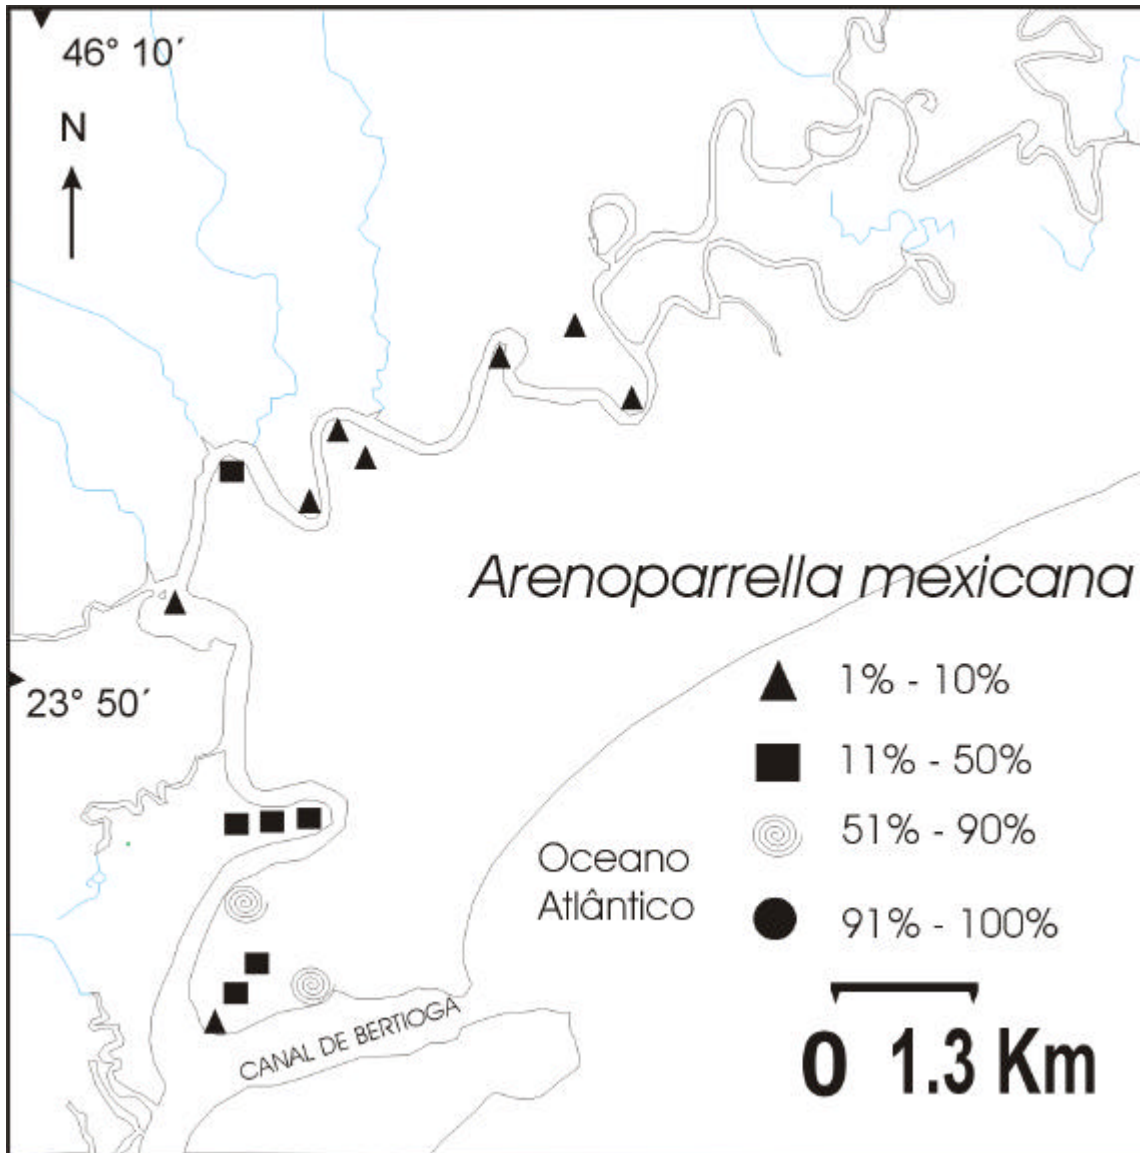 46° 10´
N
Arenoparrella mexicana
23° 50´
1% - 10%
11% - 50%
51% - 90%
91% - 100%
Oceano
Atlântico
CANAL DE BERTIOGA
0 1.3 Km